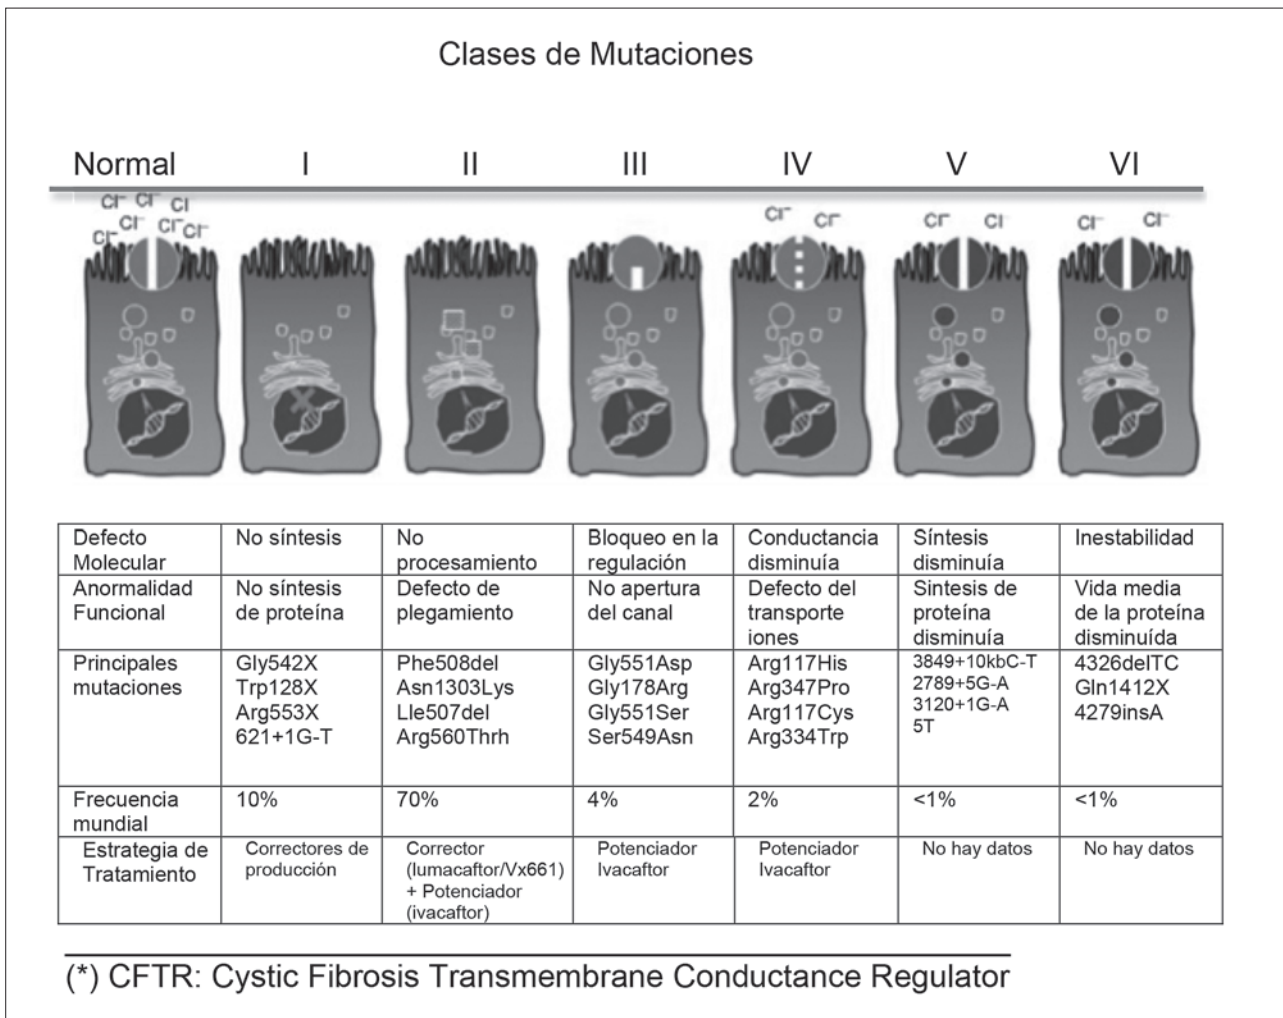 Clases de Mutaciones
Normal I II III IV V VI
Cl⁻ Cl⁻ Cl
Cl⁻ Cl⁻ Cl⁻ Cl⁻
Cl⁻ Cl⁻
Cl⁻ Cl⁻
Cl⁻ Cl⁻
Defecto Molecular
No síntesis
No procesamiento
Bloqueo en la regulación
Conductancia disminuía
Síntesis disminuía
Inestabilidad
Anormalidad Funcional
No síntesis de proteína
Defecto de plegamiento
No apertura del canal
Defecto del transporte iones
Sintesis de proteína disminuía
Vida media de la proteína disminuída
Principales mutaciones
Gly542X
Trp128X
Arg553X
621+1G-T
Phe508del
Asn1303Lys
Lle507del
Arg560Thrh
Gly551Asp
Gly178Arg
Gly551Ser
Ser549Asn
Arg117His
Arg347Pro
Arg117Cys
Arg334Trp
3849+10kbC-T
2789+5G-A
3120+1G-A
5T
4326delTC
Gln1412X
4279insA
Frecuencia mundial
10%
70%
4%
2%
<1%
<1%
Estrategia de Tratamiento
Correctores de producción
Corrector (lumacaftor/Vx661) + Potenciador (ivacaftor)
Potenciador Ivacaftor
Potenciador Ivacaftor
No hay datos
No hay datos
(*) CFTR: Cystic Fibrosis Transmembrane Conductance Regulator